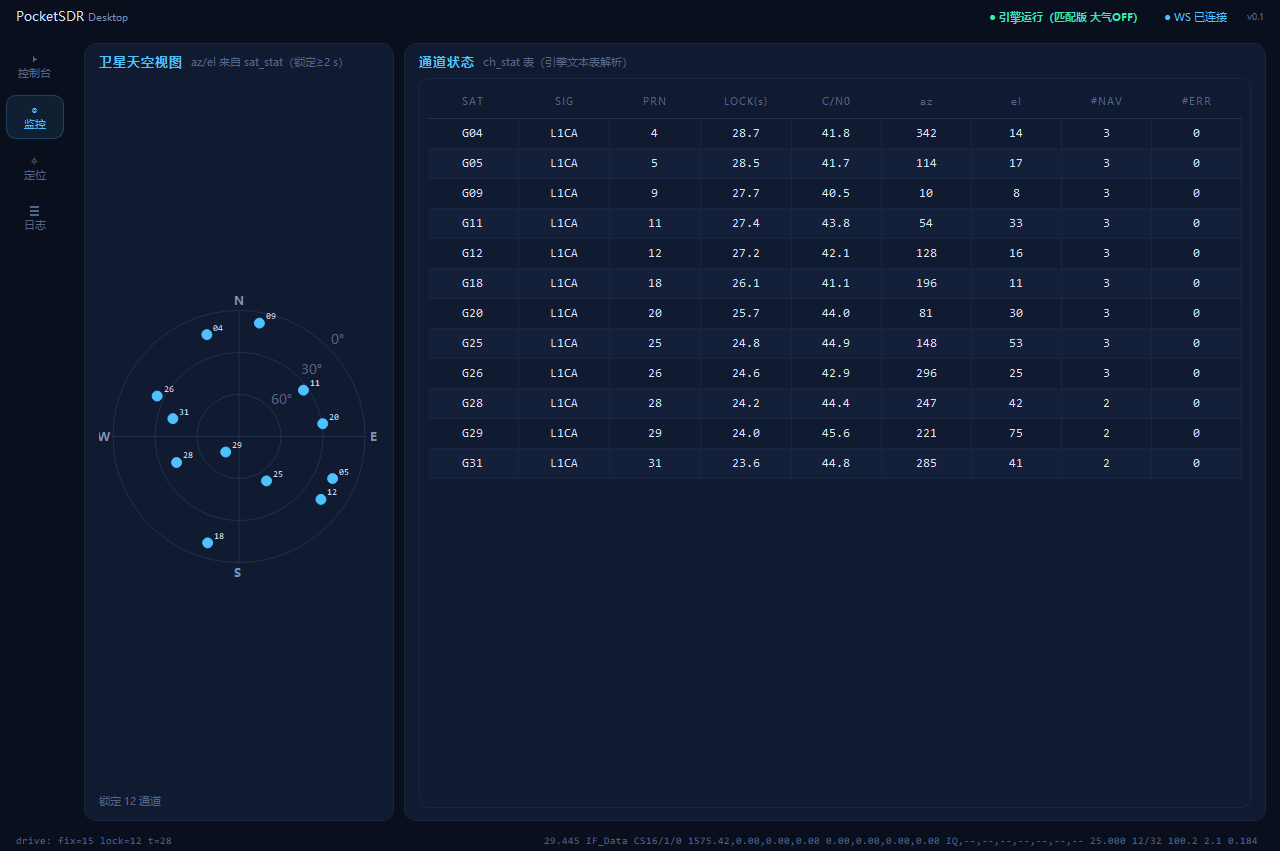 PocketSDR Desktop
● 引擎运行（匹配版 大气OFF） ● WS 已连接 v0.1
控制台
监控
定位
日志
卫星天空视图 az/el 来自 sat_stat（锁定≥2 s）
N
09
04
0°
30°
26
11
60°
31
20
W
E
29
28
25
05
12
18
S
锁定 12 通道
通道状态 ch_stat 表（引擎文本表解析）
SAT SIG PRN LOCK(s) C/N0 az el #NAV #ERR
G04 L1CA 4 28.7 41.8 342 14 3 0
G05 L1CA 5 28.5 41.7 114 17 3 0
G09 L1CA 9 27.7 40.5 10 8 3 0
G11 L1CA 11 27.4 43.8 54 33 3 0
G12 L1CA 12 27.2 42.1 128 16 3 0
G18 L1CA 18 26.1 41.1 196 11 3 0
G20 L1CA 20 25.7 44.0 81 30 3 0
G25 L1CA 25 24.8 44.9 148 53 3 0
G26 L1CA 26 24.6 42.9 296 25 3 0
G28 L1CA 28 24.2 44.4 247 42 2 0
G29 L1CA 29 24.0 45.6 221 75 2 0
G31 L1CA 31 23.6 44.8 285 41 2 0
drive: fix=15 lock=12 t=28
29.445 IF_Data CS16/1/0 1575.42,0.00,0.00,0.00 0.00,0.00,0.00,0.00 IQ,--,--,--,--,--,--,-- 25.000 12/32 100.2 2.1 0.184